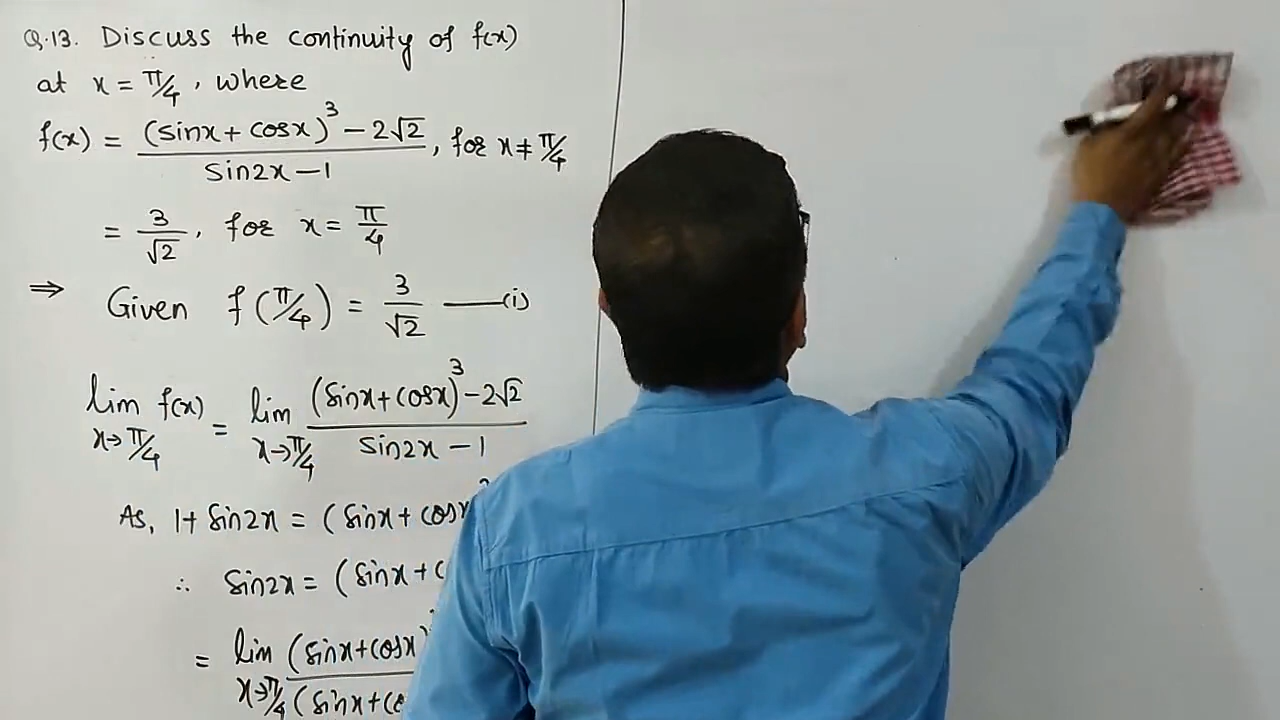 Q.13. Discuss the continuity of f(x)
at x = π/4, where
f(x) = ((sinx + cosx)³ − 2√2) / (sin2x − 1), for x ≠ π/4
= 3/√2, for x = π/4
⇒ Given f(π/4) = 3/√2 —(i)
lim x→π/4 f(x) = lim x→π/4 ((sinx + cosx)³ − 2√2) / (sin2x − 1)
As, 1 + sin2x = (sinx + cosx
∴ sin2x = (sinx + c
= lim x→π/4 (sinx + cosx) / (sinx + co